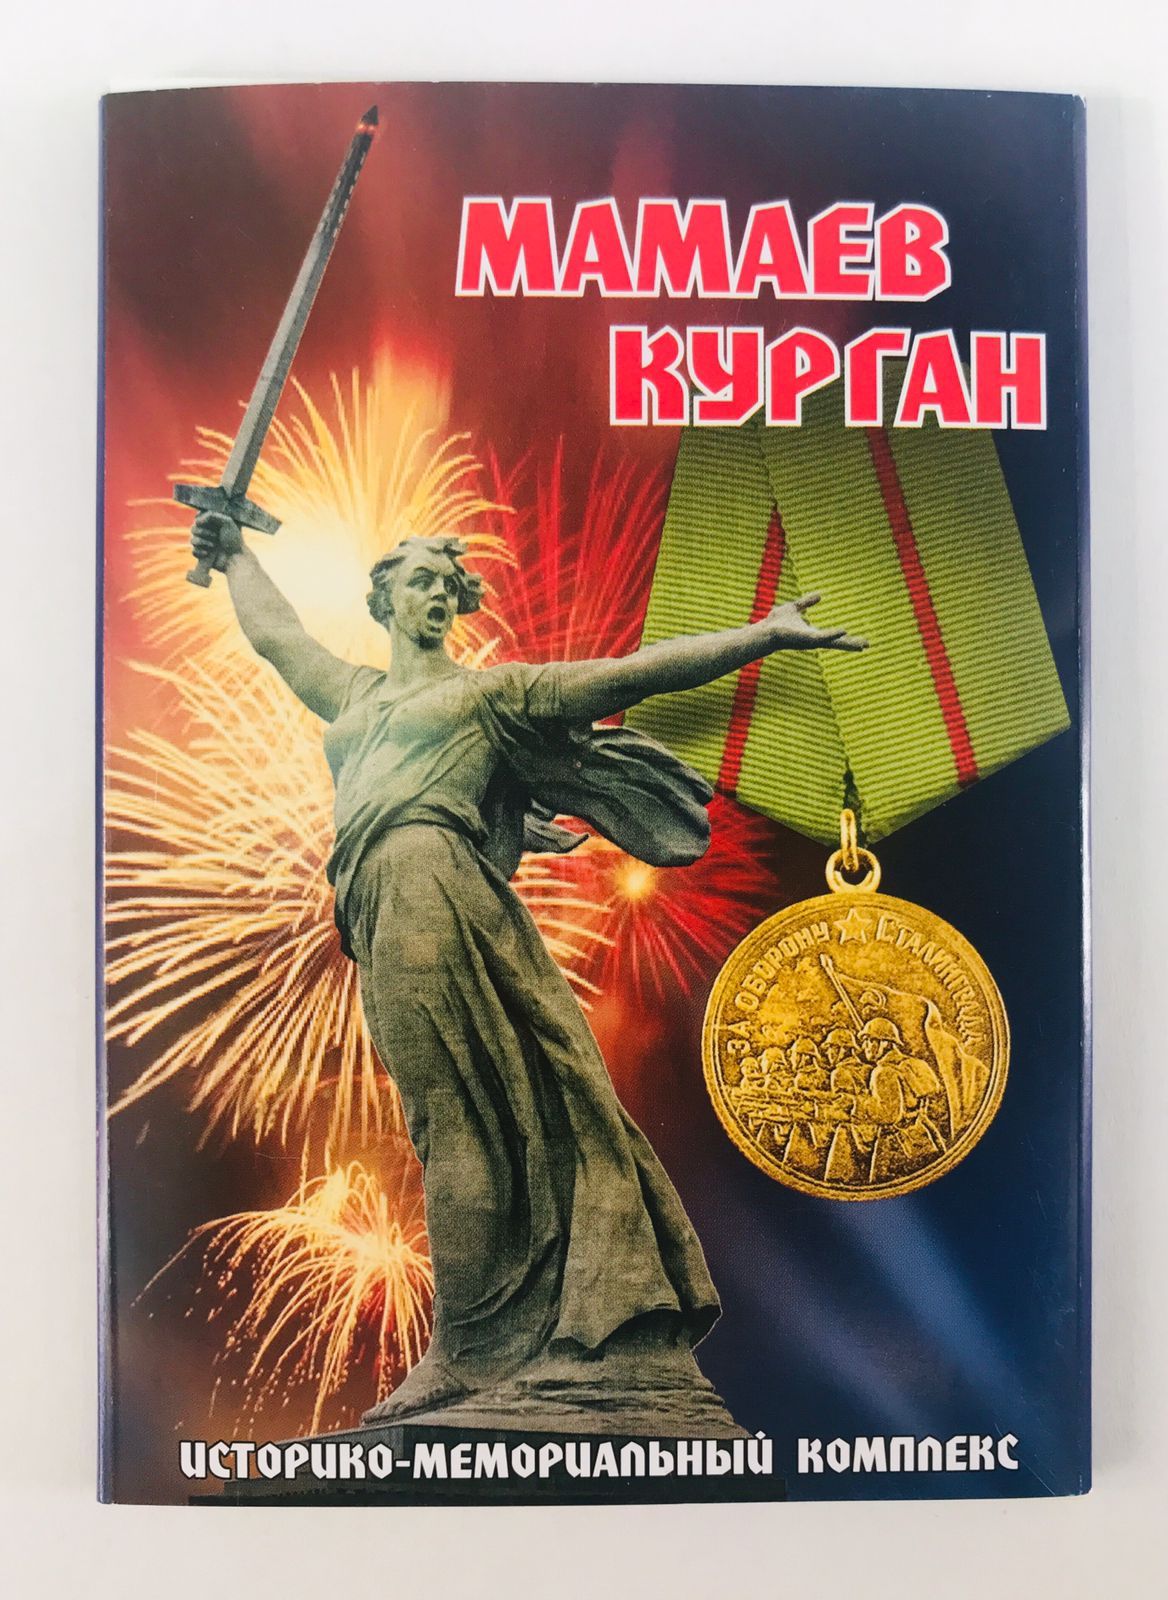 МАМАЕВ
КУРГАН
ЗА ОБОРОНУ СТАЛИНГРАДА
ИСТОРИКО-МЕМОРИАЛЬНЫЙ КОМПЛЕКС